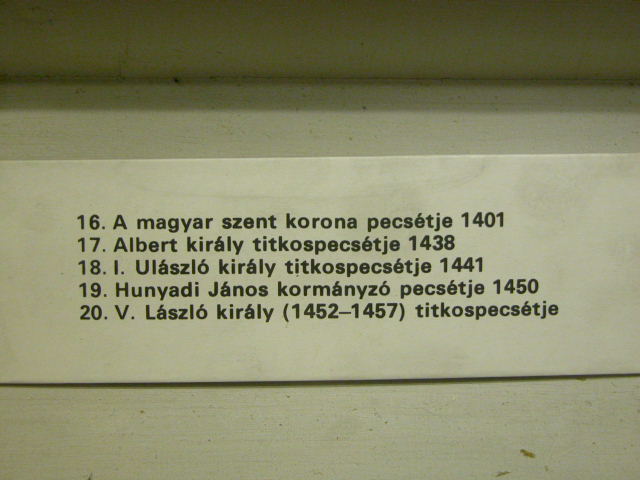 16. A magyar szent korona pecsétje 1401
17. Albert király titkospecsétje 1438
18. I. Ulászló király titkospecsétje 1441
19. Hunyadi János kormányzó pecsétje 1450
20. V. László király (1452–1457) titkospecsétje